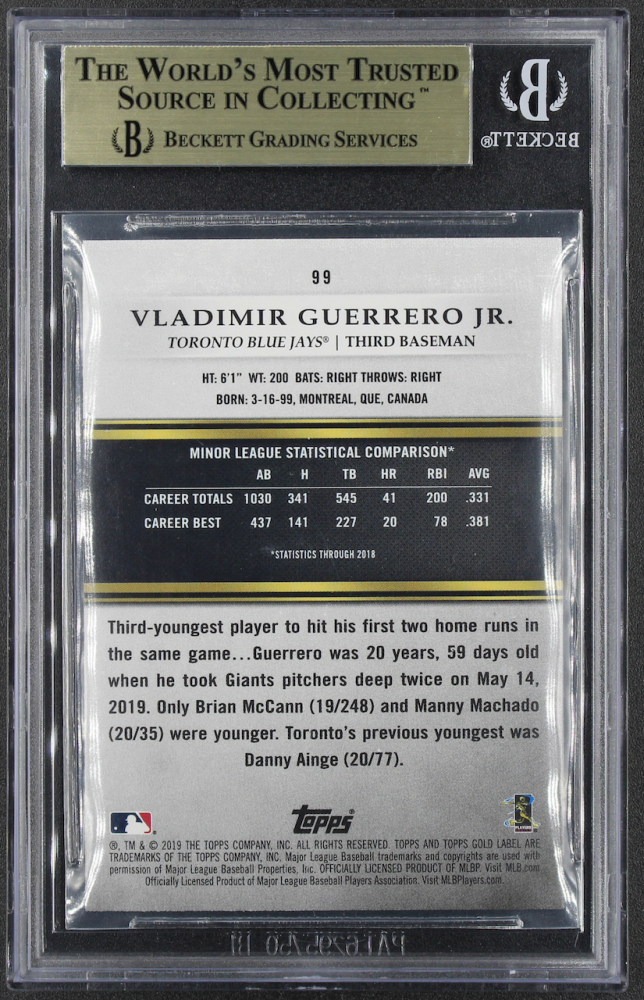 THE WORLD'S MOST TRUSTED
SOURCE IN COLLECTING™
B BECKETT GRADING SERVICES
B
BECKETT®
99
VLADIMIR GUERRERO JR.
TORONTO BLUE JAYS® | THIRD BASEMAN
HT: 6'1" WT: 200 BATS: RIGHT THROWS: RIGHT
BORN: 3-16-99, MONTREAL, QUE, CANADA
MINOR LEAGUE STATISTICAL COMPARISON*
AB H TB HR RBI AVG
CAREER TOTALS 1030 341 545 41 200 .331
CAREER BEST 437 141 227 20 78 .381
*STATISTICS THROUGH 2018
Third-youngest player to hit his first two home runs in
the same game...Guerrero was 20 years, 59 days old
when he took Giants pitchers deep twice on May 14,
2019. Only Brian McCann (19/248) and Manny Machado
(20/35) were younger. Toronto's previous youngest was
Danny Ainge (20/77).
topps®
®, TM & © 2019 THE TOPPS COMPANY, INC. ALL RIGHTS RESERVED. TOPPS AND TOPPS GOLD LABEL ARE
TRADEMARKS OF THE TOPPS COMPANY, INC. Major League Baseball trademarks and copyrights are used with
permission of Major League Baseball Properties, Inc. OFFICIALLY LICENSED PRODUCT OF MLBP. Visit MLB.com
Officially Licensed Product of Major League Baseball Players Association. Visit MLBPlayers.com.